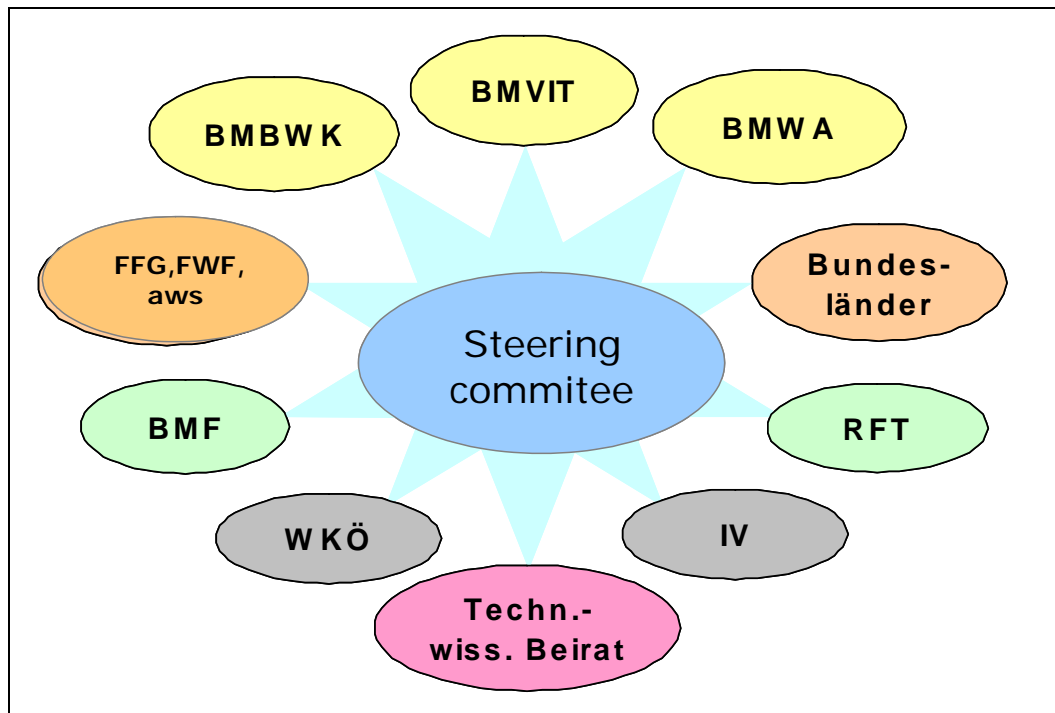 BMVIT
BMBWK
BMWA
FFG,FWF,
aws
Bundes-
länder
Steering
commitee
BMF
RFT
WKÖ
IV
Techn.-
wiss. Beirat